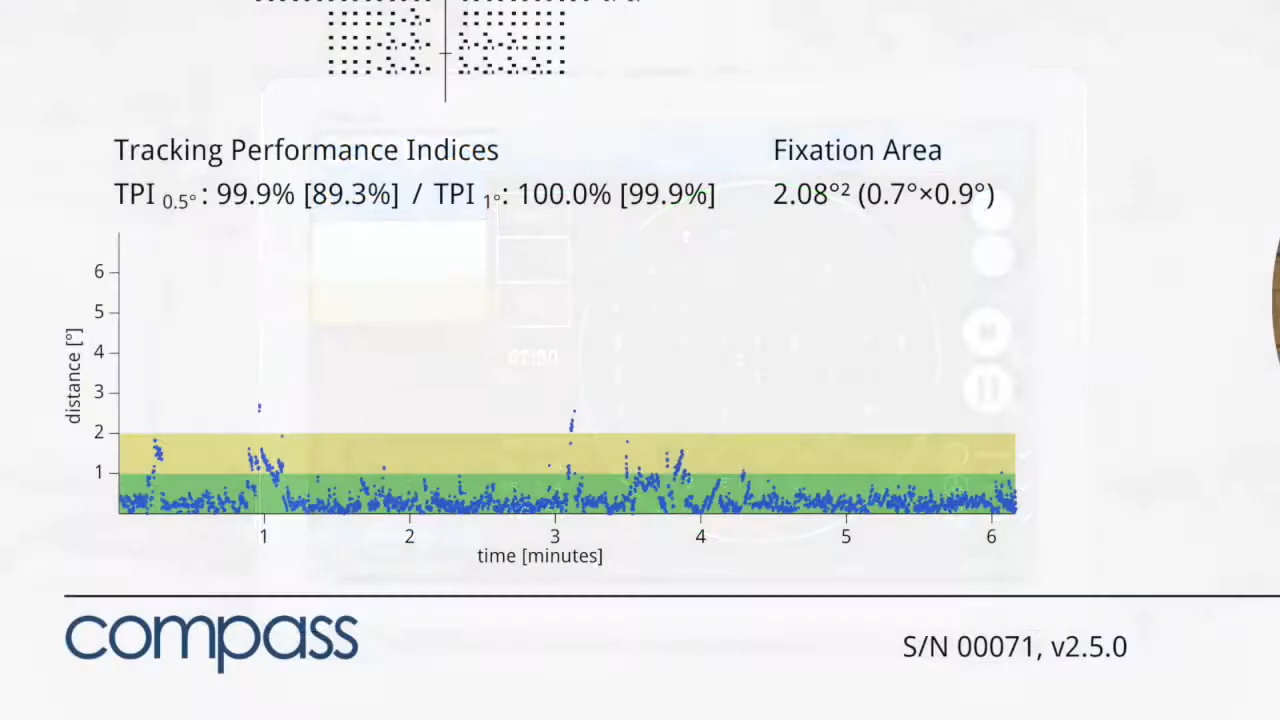 Tracking Performance Indices
Fixation Area
TPI 0.5°: 99.9% [89.3%] / TPI 1°: 100.0% [99.9%]
2.08°² (0.7°×0.9°)
6
5
4
3
2
1
distance [°]
07:50
1 2 3 4 5 6
time [minutes]
compass
S/N 00071, v2.5.0